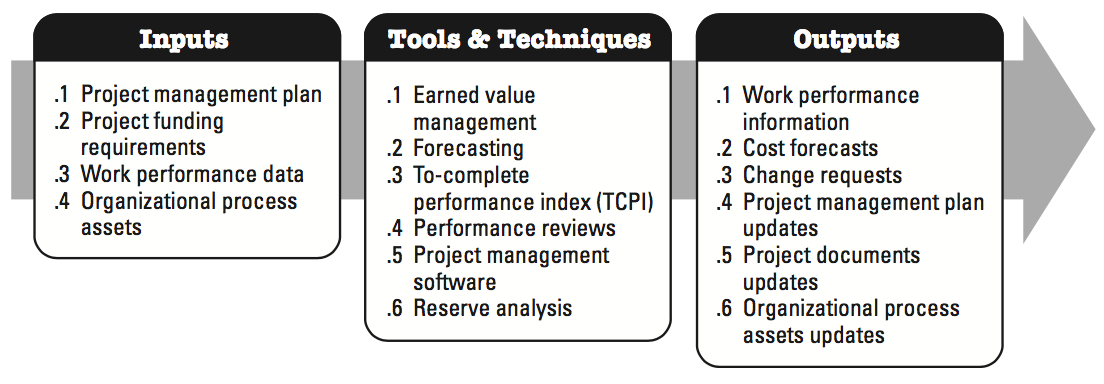 Inputs
.1 Project management plan
.2 Project funding
requirements
.3 Work performance data
.4 Organizational process
assets
Tools & Techniques
.1 Earned value
management
.2 Forecasting
.3 To-complete
performance index (TCPI)
.4 Performance reviews
.5 Project management
software
.6 Reserve analysis
Outputs
.1 Work performance
information
.2 Cost forecasts
.3 Change requests
.4 Project management plan
updates
.5 Project documents
updates
.6 Organizational process
assets updates